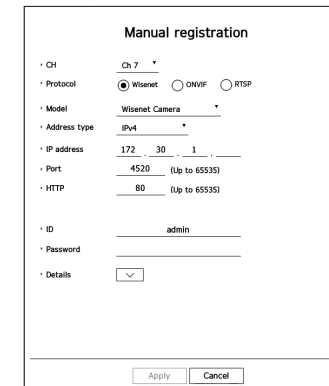 Manual registration
CH Ch 7
Protocol Wisenet ONVIF RTSP
Model Wisenet Camera
Address type IPv4
IP address 172 . 30 . 1 .
Port 4520 (Up to 65535)
HTTP 80 (Up to 65535)
ID admin
Password
Details
Apply Cancel